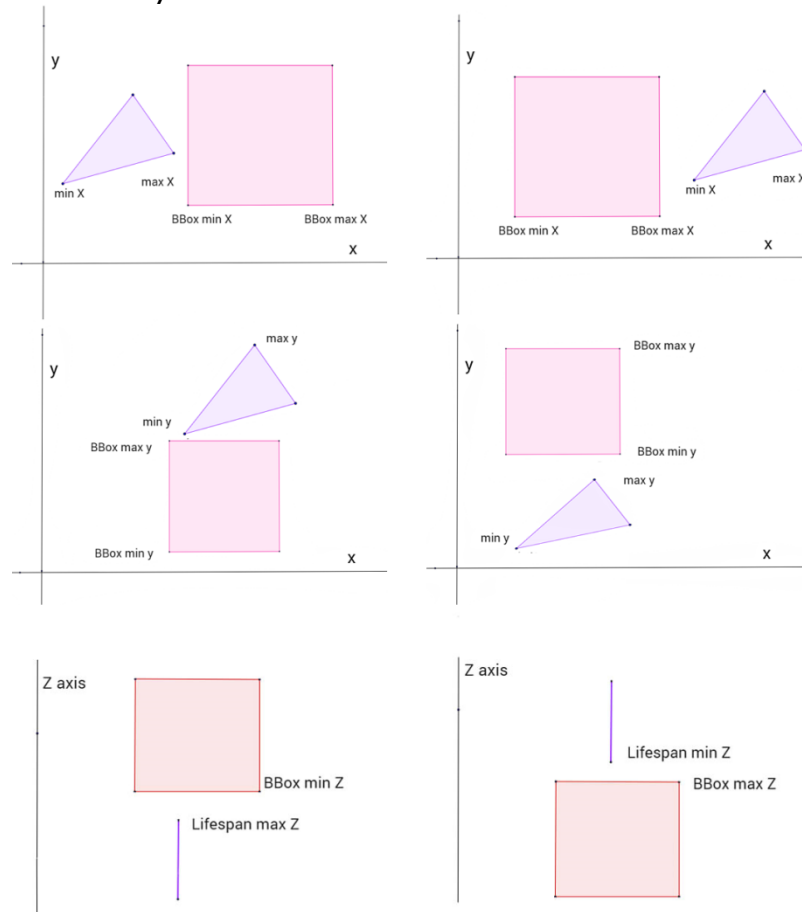 y
min X
max X
BBox min X
BBox max X
x
y
min X
max X
BBox min X
BBox max X
x
y
max y
min y
BBox max y
BBox min y
x
y
BBox max y
BBox min y
max y
min y
x
Z axis
BBox min Z
Lifespan max Z
Z axis
Lifespan min Z
BBox max Z